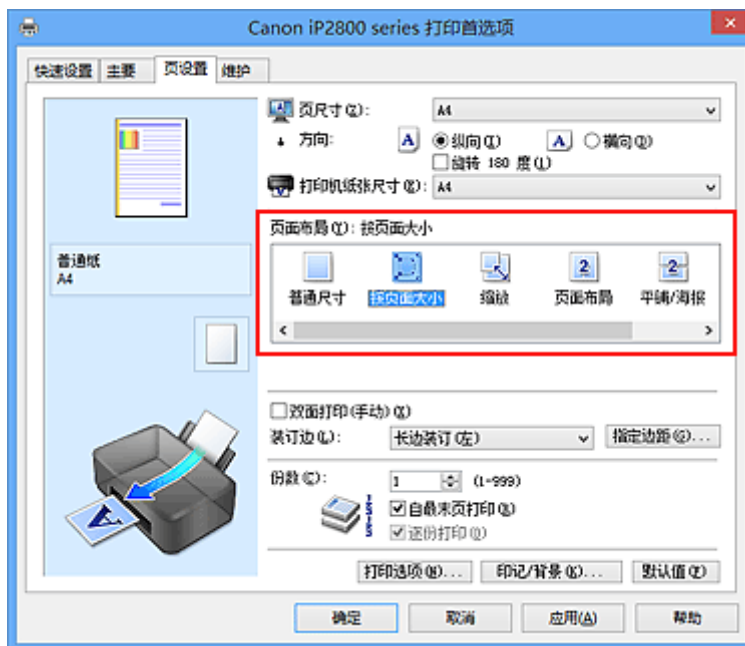 Canon iP2800 series 打印首选项
快速设置 主要 页设置 维护
页尺寸(Z): A4
方向: A 纵向(I) A 横向(O)
旋转 180 度(L)
打印机纸张尺寸(R): A4
页面布局(Y): 按页面大小
普通尺寸 按页面大小 缩放 页面布局 平铺/海报
普通纸
A4
双面打印(手动)(X)
装订边(L): 长边装订(左) 指定边距(G)...
份数(C): 1 (1-999)
自最末页打印(S)
逐份打印(O)
打印选项(N)... 印记/背景(K)... 默认值(F)
确定 取消 应用(A) 帮助